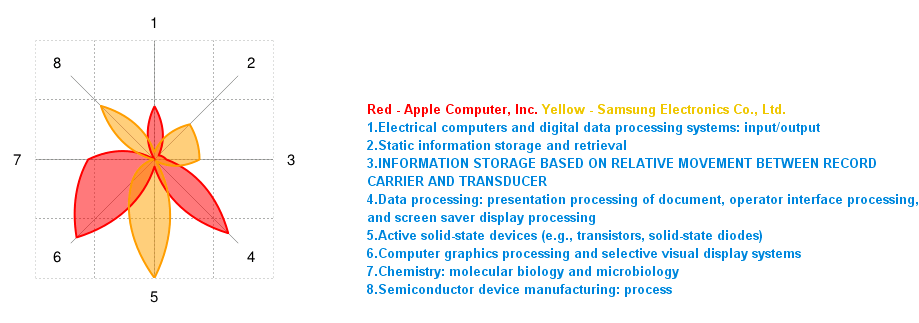 1
8
2
7
3
6
4
5
Red - Apple Computer, Inc. Yellow - Samsung Electronics Co., Ltd.
1.Electrical computers and digital data processing systems: input/output
2.Static information storage and retrieval
3.INFORMATION STORAGE BASED ON RELATIVE MOVEMENT BETWEEN RECORD
CARRIER AND TRANSDUCER
4.Data processing: presentation processing of document, operator interface processing,
and screen saver display processing
5.Active solid-state devices (e.g., transistors, solid-state diodes)
6.Computer graphics processing and selective visual display systems
7.Chemistry: molecular biology and microbiology
8.Semiconductor device manufacturing: process